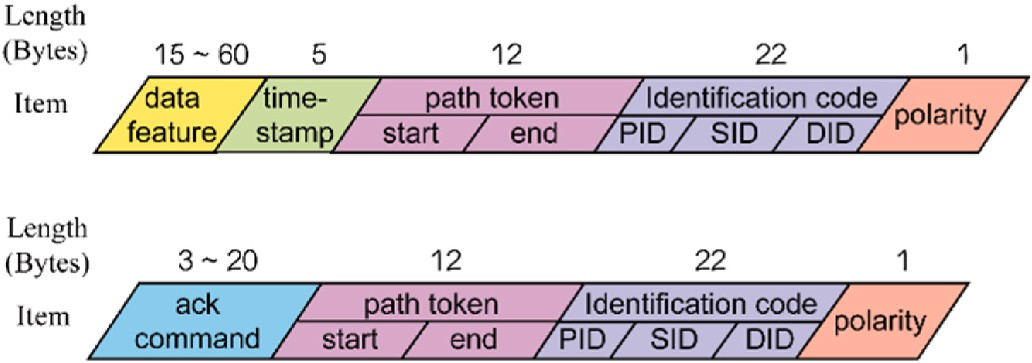 Length
(Bytes) 15 ~ 60 5 12 22 1
Item data feature time-stamp path token Identification code polarity
start end PID SID DID
Length
(Bytes) 3 ~ 20 12 22 1
Item ack command path token Identification code polarity
start end PID SID DID